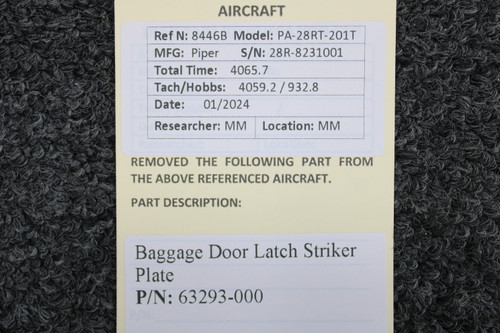 AIRCRAFT
Ref N: 8446B Model: PA-28RT-201T
MFG: Piper S/N: 28R-8231001
Total Time: 4065.7
Tach/Hobbs: 4059.2 / 932.8
Date: 01/2024
Researcher: MM Location: MM
REMOVED THE FOLLOWING PART FROM
THE ABOVE REFERENCED AIRCRAFT.
PART DESCRIPTION:
Baggage Door Latch Striker
Plate
P/N: 63293-000